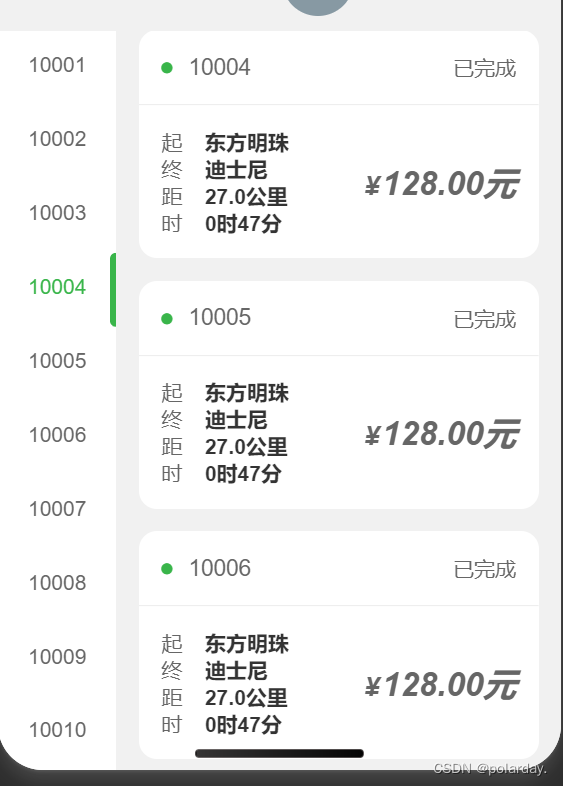 10001
10002
10003
10004
10005
10006
10007
10008
10009
10010
10004 已完成
起 东方明珠
终 迪士尼
距 27.0公里
时 0时47分
¥128.00元
10005 已完成
起 东方明珠
终 迪士尼
距 27.0公里
时 0时47分
¥128.00元
10006 已完成
起 东方明珠
终 迪士尼
距 27.0公里
时 0时47分
¥128.00元
CSDN @polarday.